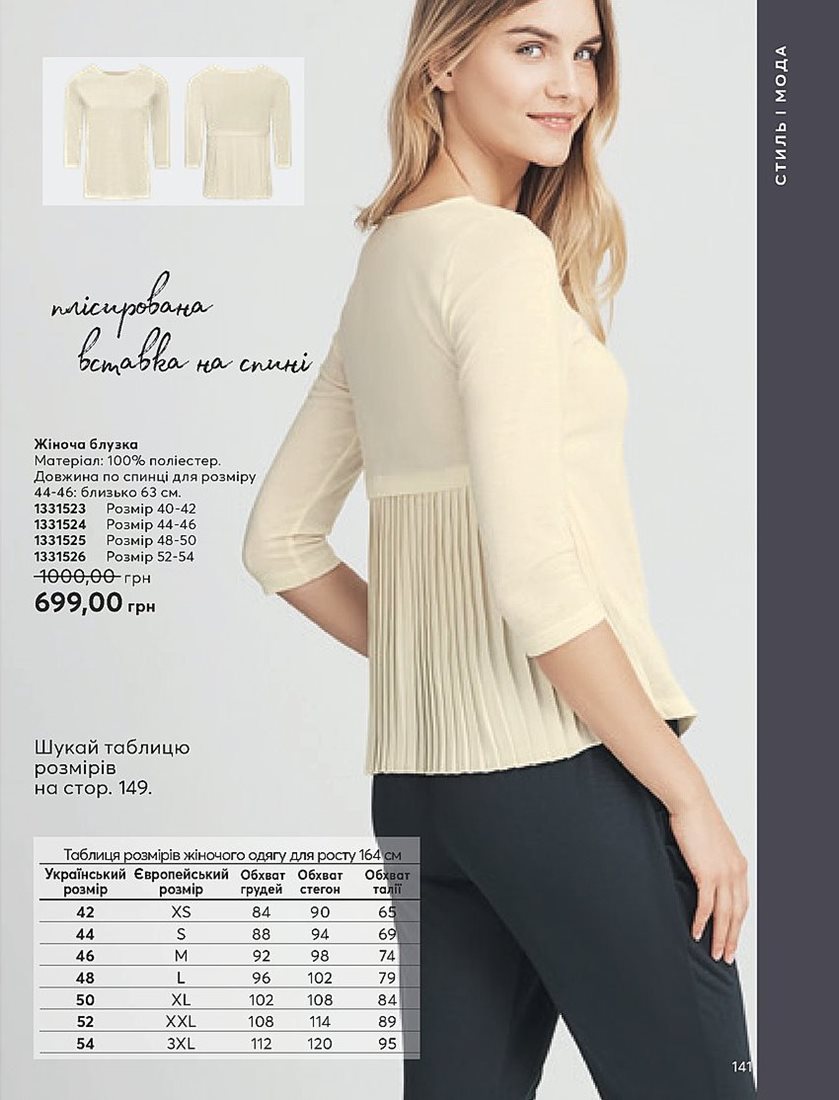 СТИЛЬ І МОДА
плісирована
вставка на спині
Жіноча блузка
Матеріал: 100% поліестер.
Довжина по спинці для розміру
44-46: близько 63 см.
1331523 Розмір 40-42
1331524 Розмір 44-46
1331525 Розмір 48-50
1331526 Розмір 52-54
1000,00 грн
699,00 грн
Шукай таблицю
розмірів
на стор. 149.
Таблиця розмірів жіночого одягу для росту 164 см
Український Європейський Обхват Обхват Обхват
розмір розмір грудей стегон талії
42 XS 84 90 65
44 S 88 94 69
46 M 92 98 74
48 L 96 102 79
50 XL 102 108 84
52 XXL 108 114 89
54 3XL 112 120 95
141